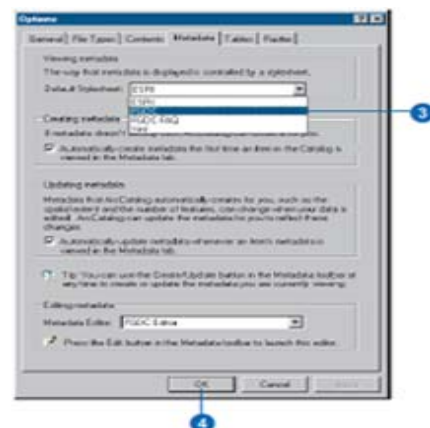 Options
General File Types Contents Metadata Tables Raster
Viewing metadata
The way that metadata is displayed is controlled by a stylesheet.
Default Stylesheet: ESRI
ESRI
FGDC
FGDC FAQ
Xml
3
Creating metadata
If metadata doesn't
Automatically create metadata the first time an item in the Catalog is
viewed in the Metadata tab.
Updating metadata
Metadata that ArcCatalog automatically creates for you, such as the
spatial extent and the number of features, can change when your data is
edited. ArcCatalog can update the metadata for you to reflect these
changes.
Automatically update metadata whenever an item's metadata is
viewed in the Metadata tab.
Tip: You can use the Create/Update button in the Metadata toolbar at
any time to create or update the metadata you are currently viewing.
Editing metadata
Metadata Editor: FGDC Editor
Press the Edit button in the Metadata toolbar to launch this editor.
OK Cancel
4